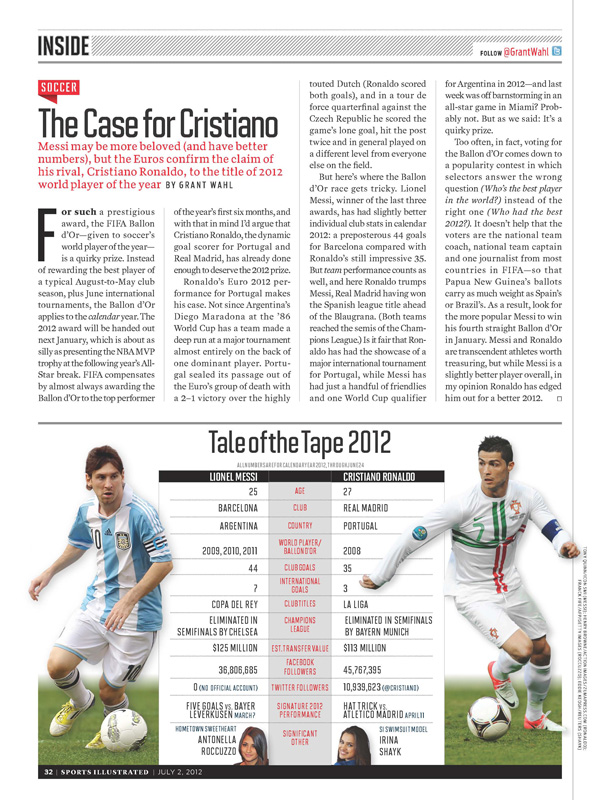 INSIDE
FOLLOW @GrantWahl
SOCCER
The Case for Cristiano
Messi may be more beloved (and have better
numbers), but the Euros confirm the claim of
his rival, Cristiano Ronaldo, to the title of 2012
world player of the year BY GRANT WAHL
For such a prestigious
award, the FIFA Ballon
d'Or—given to soccer's
world player of the year—
is a quirky prize. Instead
of rewarding the best player of
a typical August-to-May club
season, plus June international
tournaments, the Ballon d'Or
applies to the calendar year. The
2012 award will be handed out
next January, which is about as
silly as presenting the NBA MVP
trophy at the following year's All-
Star break. FIFA compensates
by almost always awarding the
Ballon d'Or to the top performer
of the year's first six months, and
with that in mind I'd argue that
Cristiano Ronaldo, the dynamic
goal scorer for Portugal and
Real Madrid, has already done
enough to deserve the 2012 prize.
Ronaldo's Euro 2012 per-
formance for Portugal makes
his case. Not since Argentina's
Diego Maradona at the '86
World Cup has a team made a
deep run at a major tournament
almost entirely on the back of
one dominant player. Portu-
gal sealed its passage out of
the Euro's group of death with
a 2–1 victory over the highly
touted Dutch (Ronaldo scored
both goals), and in a tour de
force quarterfinal against the
Czech Republic he scored the
game's lone goal, hit the post
twice and in general played on
a different level from everyone
else on the field.
But here's where the Ballon
d'Or race gets tricky. Lionel
Messi, winner of the last three
awards, has had slightly better
individual club stats in calendar
2012: a preposterous 44 goals
for Barcelona compared with
Ronaldo's still impressive 35.
But team performance counts as
well, and here Ronaldo trumps
Messi, Real Madrid having won
the Spanish league title ahead
of the Blaugrana. (Both teams
reached the semis of the Cham-
pions League.) Is it fair that Ron-
aldo has had the showcase of a
major international tournament
for Portugal, while Messi has
had just a handful of friendlies
and one World Cup qualifier
for Argentina in 2012—and last
week was off barnstorming in an
all-star game in Miami? Prob-
ably not. But as we said: It's a
quirky prize.
Too often, in fact, voting for
the Ballon d'Or comes down to
a popularity contest in which
selectors answer the wrong
question (Who's the best player
in the world?) instead of the
right one (Who had the best
2012?). It doesn't help that the
voters are the national team
coach, national team captain
and one journalist from most
countries in FIFA—so that
Papua New Guinea's ballots
carry as much weight as Spain's
or Brazil's. As a result, look for
the more popular Messi to win
his fourth straight Ballon d'Or
in January. Messi and Ronaldo
are transcendent athletes worth
treasuring, but while Messi is a
slightly better player overall, in
my opinion Ronaldo has edged
him out for a better 2012.
Tale of the Tape 2012
ALL NUMBERS ARE FOR CALENDAR YEAR 2012, THROUGH JUNE 24
LIONEL MESSI CRISTIANO RONALDO
25 AGE 27
BARCELONA CLUB REAL MADRID
ARGENTINA COUNTRY PORTUGAL
2009, 2010, 2011 WORLD PLAYER/ BALLON D'OR 2008
44 CLUB GOALS 35
7 INTERNATIONAL GOALS 3
COPA DEL REY CLUB TITLES LA LIGA
ELIMINATED IN SEMIFINALS BY CHELSEA CHAMPIONS LEAGUE ELIMINATED IN SEMIFINALS BY BAYERN MUNICH
$125 MILLION EST. TRANSFER VALUE $113 MILLION
36,806,685 FACEBOOK FOLLOWERS 45,767,395
0 (NO OFFICIAL ACCOUNT) TWITTER FOLLOWERS 10,939,623 (@CRISTIANO)
FIVE GOALS vs. BAYER LEVERKUSEN MARCH 7 SIGNATURE 2012 PERFORMANCE HAT TRICK vs. ATLETICO MADRID APRIL 11
HOMETOWN SWEETHEART ANTONELLA ROCCUZZO SIGNIFICANT OTHER SI SWIMSUIT MODEL IRINA SHAYK
10
7
32 | SPORTS ILLUSTRATED | JULY 2, 2012